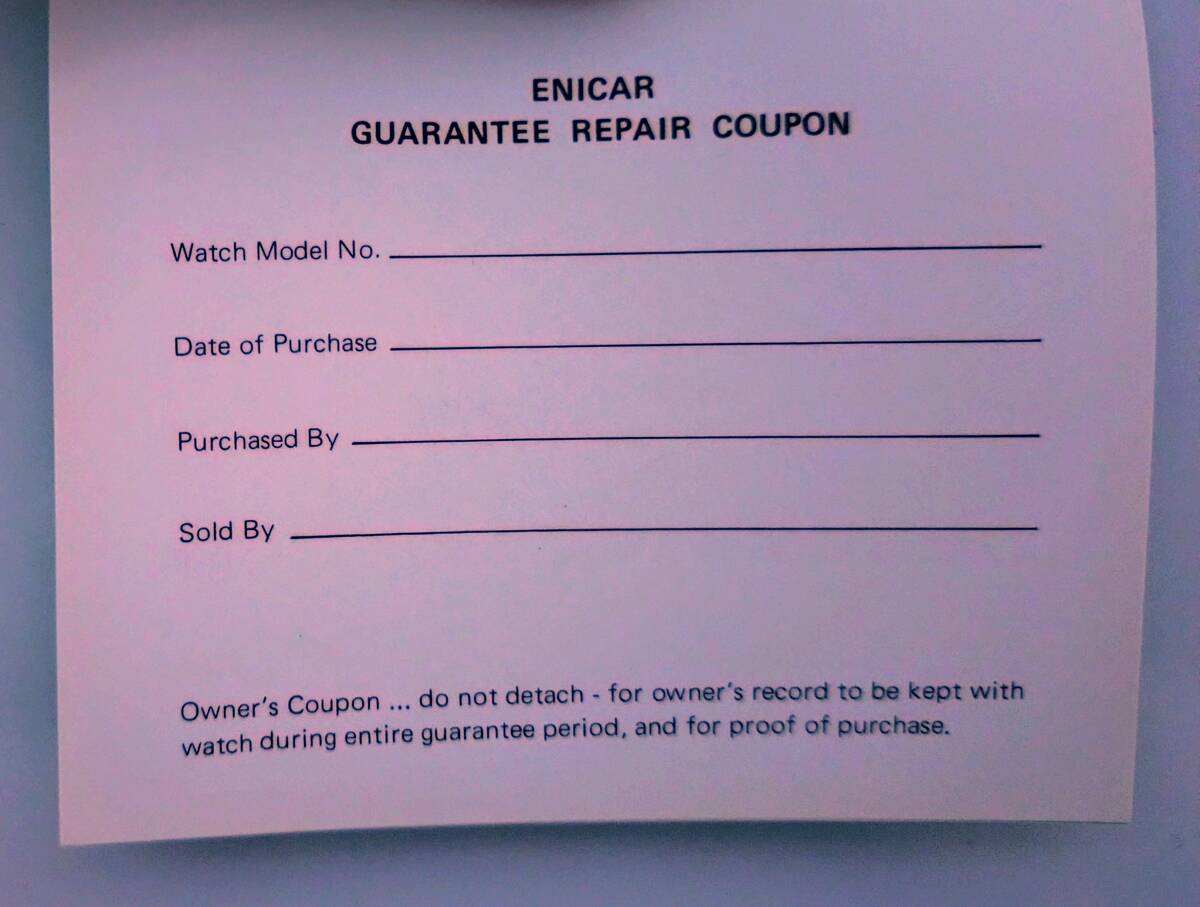 ENICAR
GUARANTEE REPAIR COUPON
Watch Model No.
Date of Purchase
Purchased By
Sold By
Owner's Coupon ... do not detach - for owner's record to be kept with
watch during entire guarantee period, and for proof of purchase.